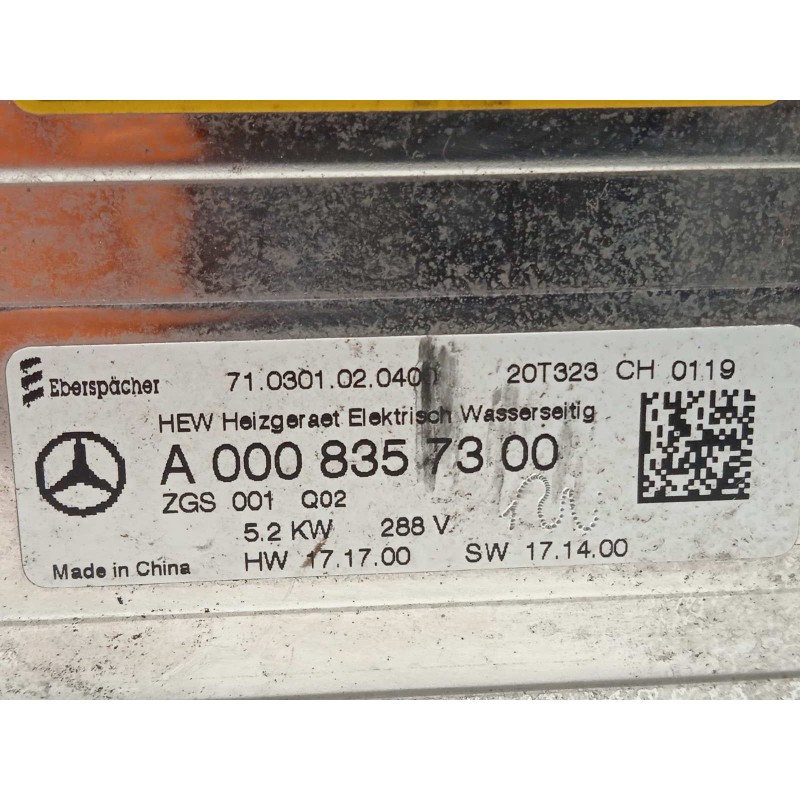 Eberspächer 71.0301.02.0400 20T323 CH 0119
HEW Heizgeraet Elektrisch Wasserseitig
A 000 835 73 00
ZGS 001 Q02
5.2 KW 288 V
Made in China HW 17.17.00 SW 17.14.00